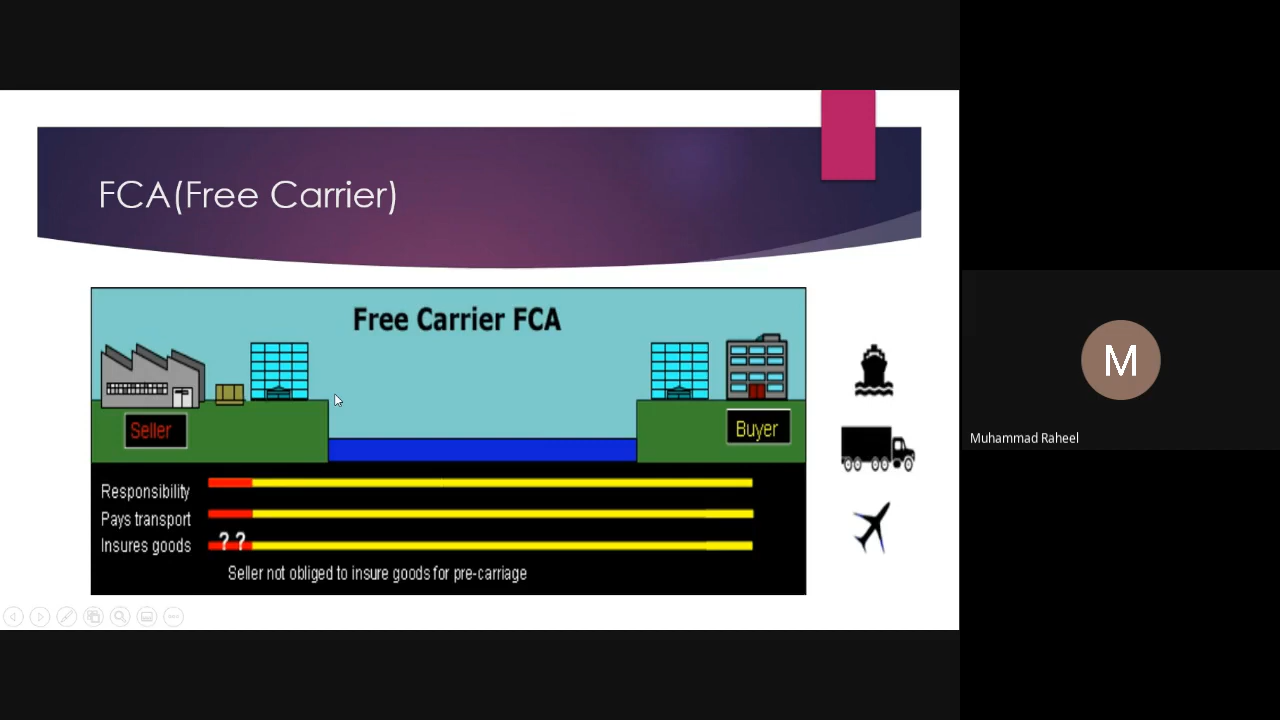 FCA(Free Carrier)
Free Carrier FCA
Seller
Buyer
Responsibility
Pays transport
Insures goods
? ?
Seller not obliged to insure goods for pre-carriage
M
Muhammad Raheel